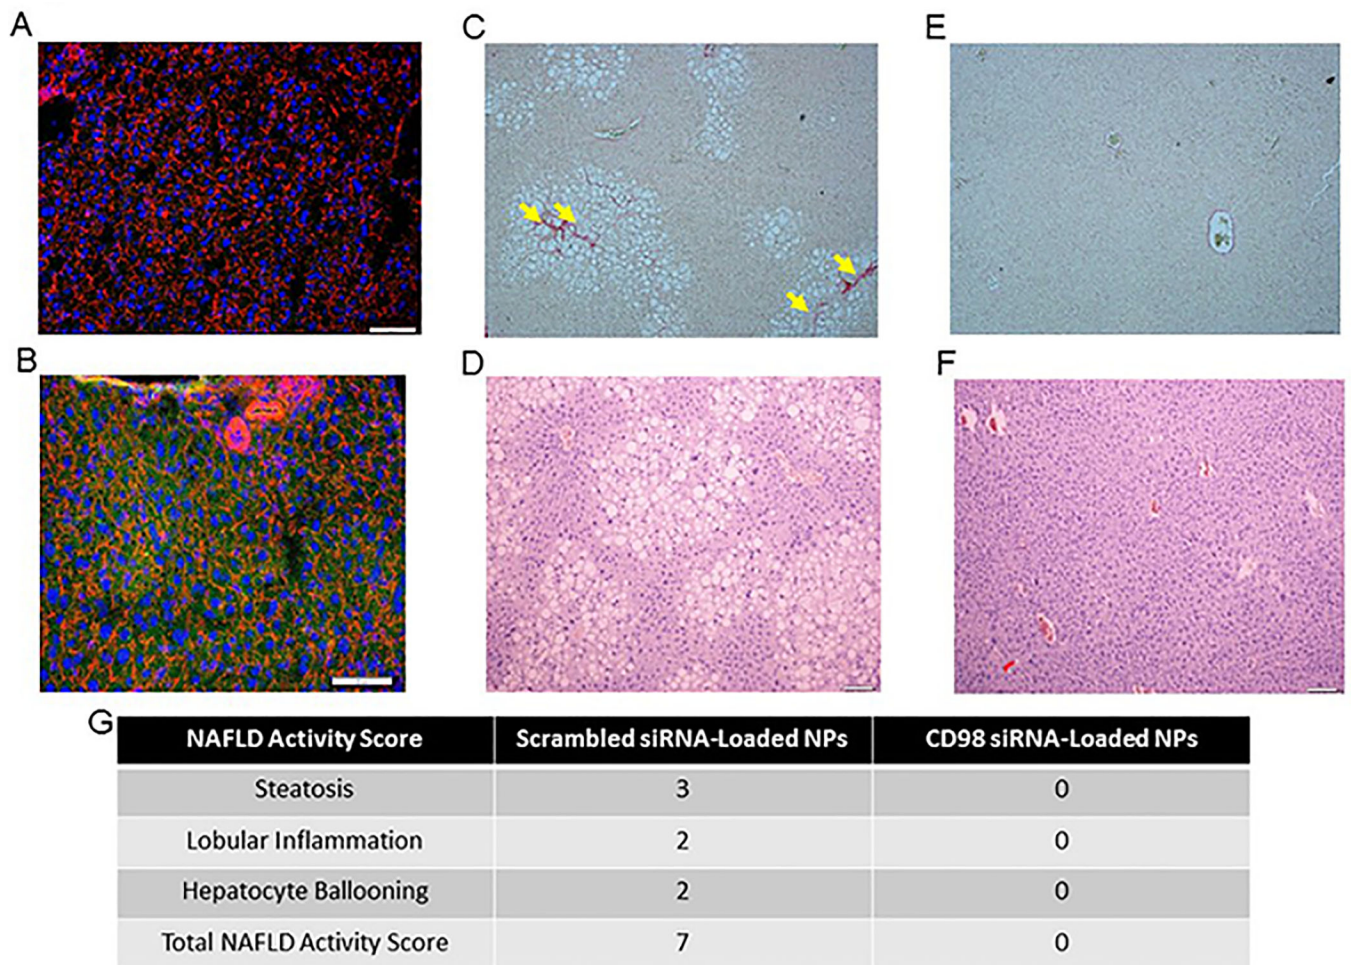 A
C
E
B
D
F
G
NAFLD Activity Score Scrambled siRNA-Loaded NPs CD98 siRNA-Loaded NPs
Steatosis 3 0
Lobular Inflammation 2 0
Hepatocyte Ballooning 2 0
Total NAFLD Activity Score 7 0